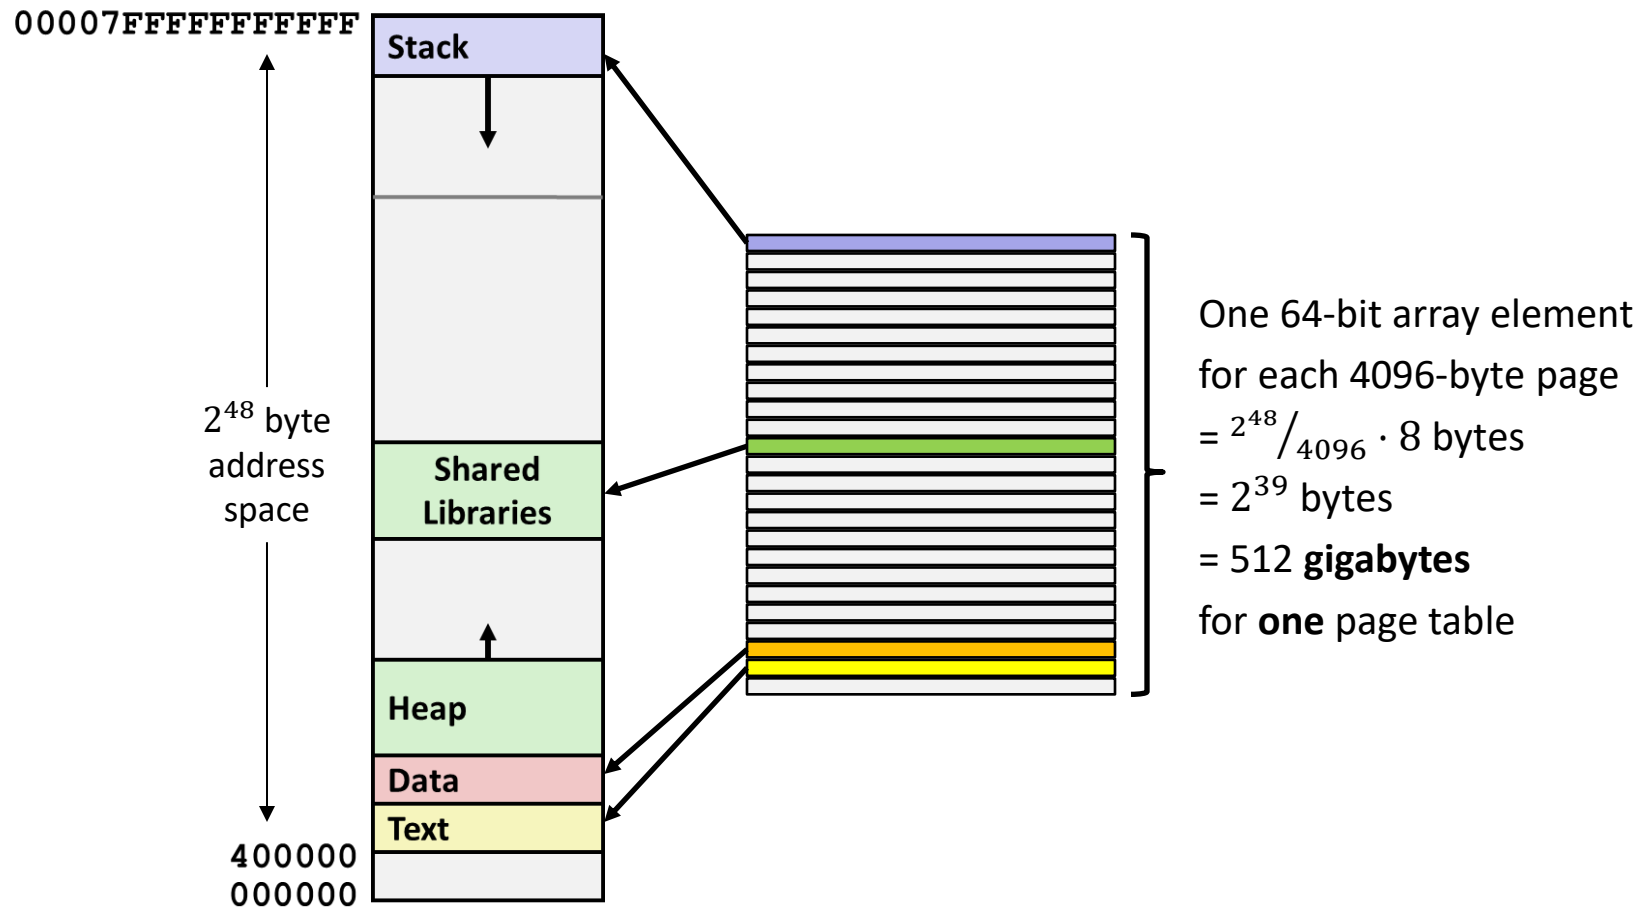 00007FFFFFFFFFFF
Stack
2⁴⁸ byte
address
space
Shared
Libraries
Heap
Data
Text
400000
000000
One 64-bit array element
for each 4096-byte page
= 2⁴⁸/4096 · 8 bytes
= 2³⁹ bytes
= 512 gigabytes
for one page table